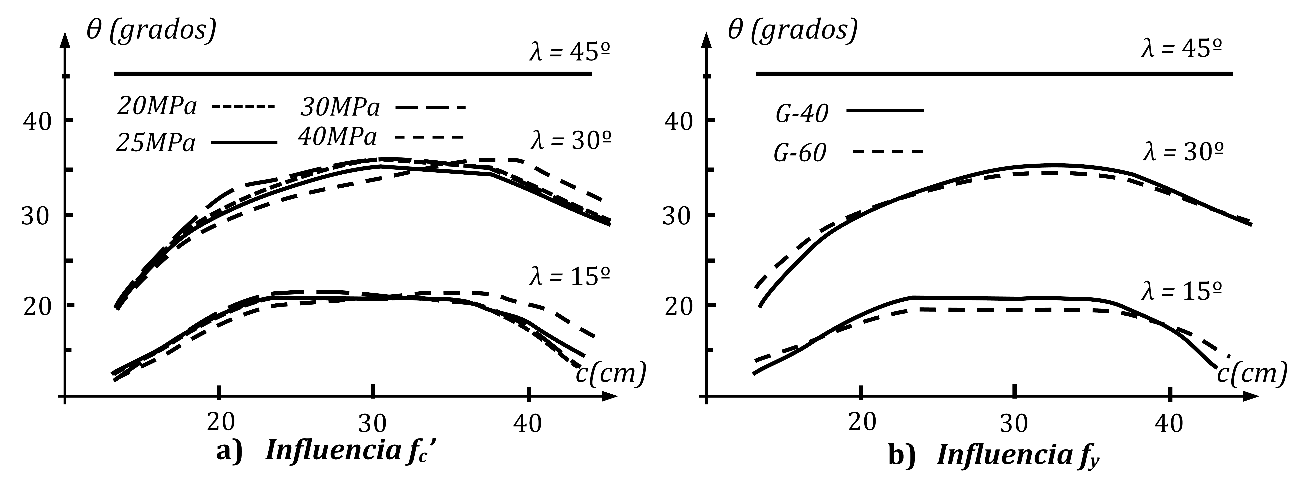 θ (grados)
λ = 45º
20MPa
30MPa
25MPa
40MPa
40
λ = 30º
30
λ = 15º
20
c(cm)
20
30
40
a) Influencia fc’
θ (grados)
λ = 45º
G-40
40
G-60
λ = 30º
30
λ = 15º
20
c(cm)
20
30
40
b) Influencia fy